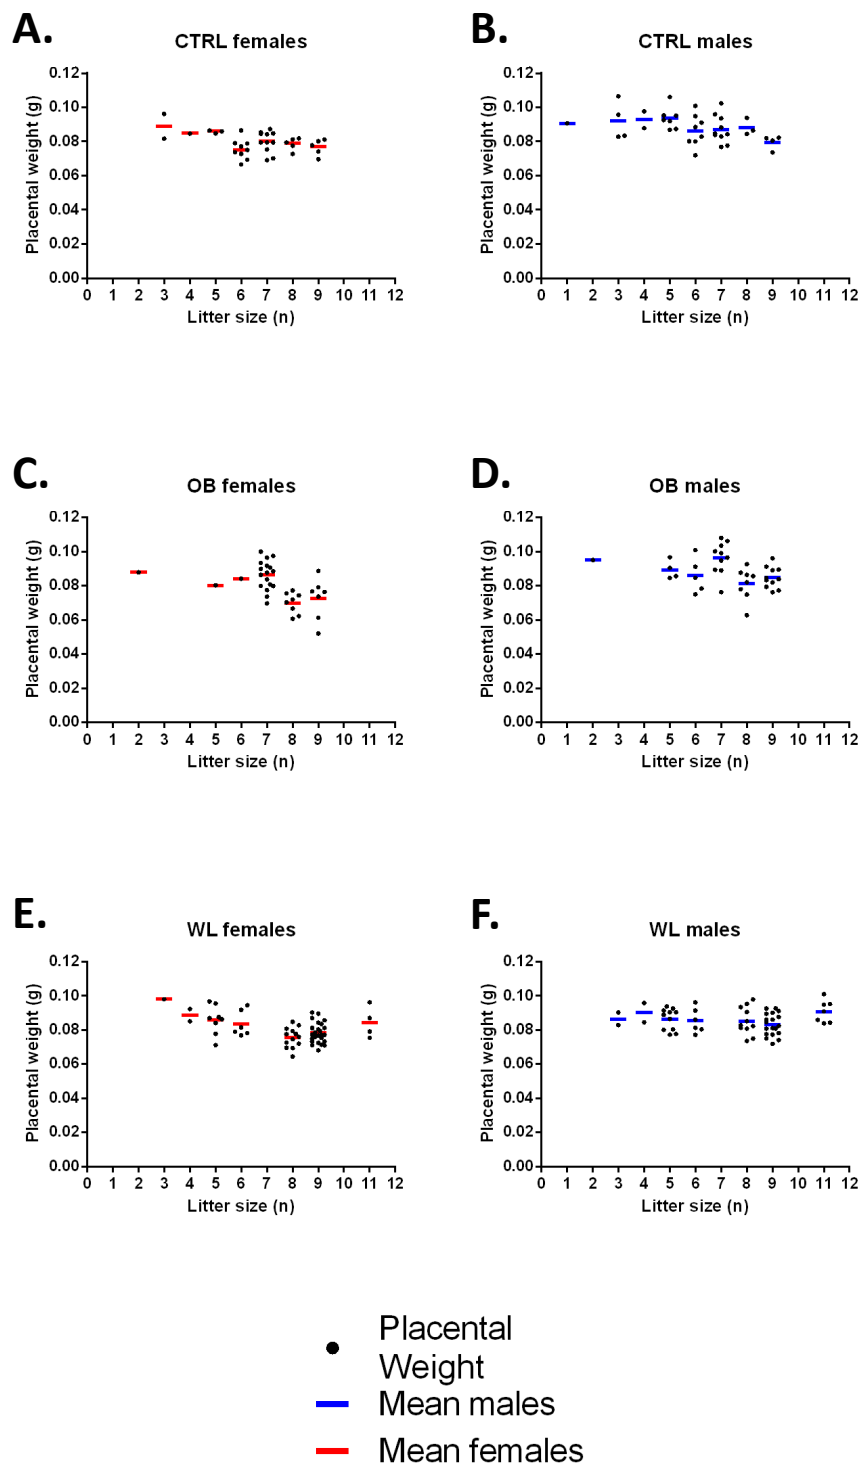 A.
CTRL females
Placental weight (g)
0.12
0.10
0.08
0.06
0.04
0.02
0.00
0 1 2 3 4 5 6 7 8 9 10 11 12
Litter size (n)
B.
CTRL males
Placental weight (g)
0.12
0.10
0.08
0.06
0.04
0.02
0.00
0 1 2 3 4 5 6 7 8 9 10 11 12
Litter size (n)
C.
OB females
Placental weight (g)
0.12
0.10
0.08
0.06
0.04
0.02
0.00
0 1 2 3 4 5 6 7 8 9 10 11 12
Litter size (n)
D.
OB males
Placental weight (g)
0.12
0.10
0.08
0.06
0.04
0.02
0.00
0 1 2 3 4 5 6 7 8 9 10 11 12
Litter size (n)
E.
WL females
Placental weight (g)
0.12
0.10
0.08
0.06
0.04
0.02
0.00
0 1 2 3 4 5 6 7 8 9 10 11 12
Litter size (n)
F.
WL males
Placental weight (g)
0.12
0.10
0.08
0.06
0.04
0.02
0.00
0 1 2 3 4 5 6 7 8 9 10 11 12
Litter size (n)
Placental
Weight
Mean males
Mean females